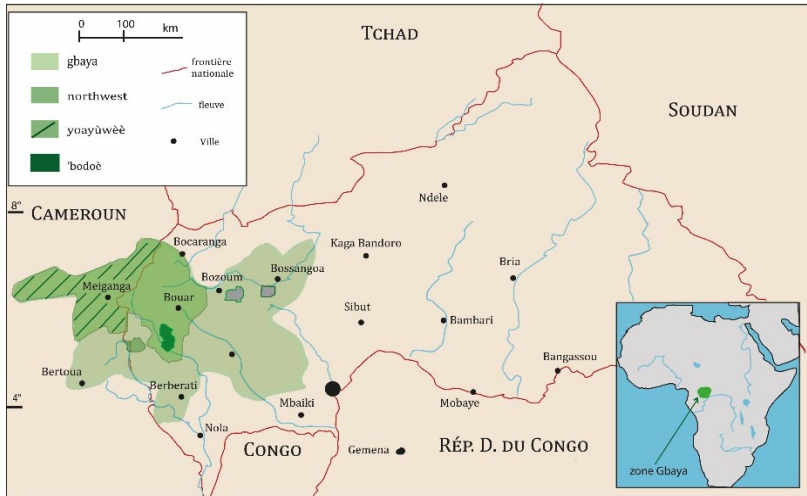 0 100
km
gbaya
northwest
yoayùwèè
'bodoè
frontière
nationale
fleuve
Ville
TCHAD
SOUDAN
Ndele
8°
CAMEROUN
Bocaranga
Kaga Bandoro
Bria
Bozoum
Bossangoa
Meiganga
Bouar
Sibut
Bambari
Bertoua
Bangassou
Berberati
4°
Mbaiki
Mobaye
Nola
CONGO
Gemena
RÉP. D. DU CONGO
zone Gbaya